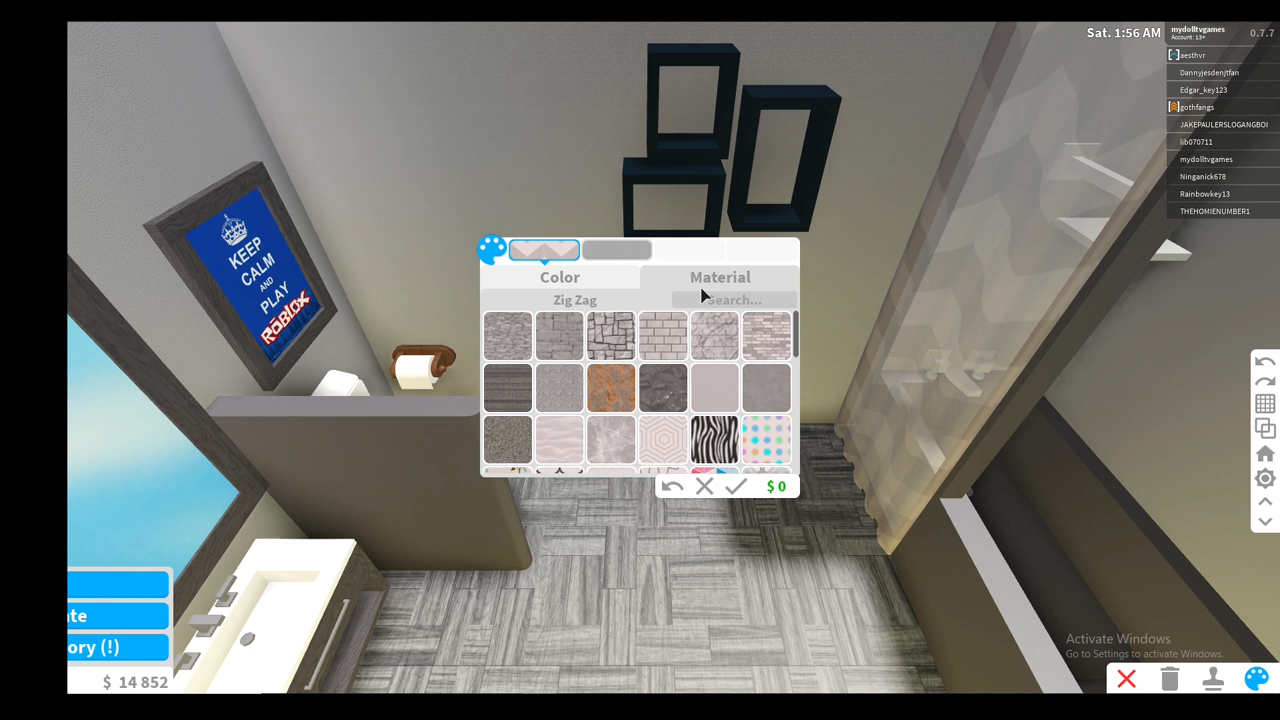 Sat. 1:56 AM
mydolltvgames
Account: 13+
0.7.7
aesthvr
Dannyjesdenjtfan
Edgar_key123
gothfangs
JAKEPAULERSLOGANGBOI
lib070711
mydolltvgames
Ninganick678
Rainbowkey13
THEHOMIENUMBER1
KEEP
CALM
AND
PLAY
ROBLOX
Color
Material
Zig Zag
Search...
$ 0
ate
ory (!)
$ 14 852
Activate Windows
Go to Settings to activate Windows.